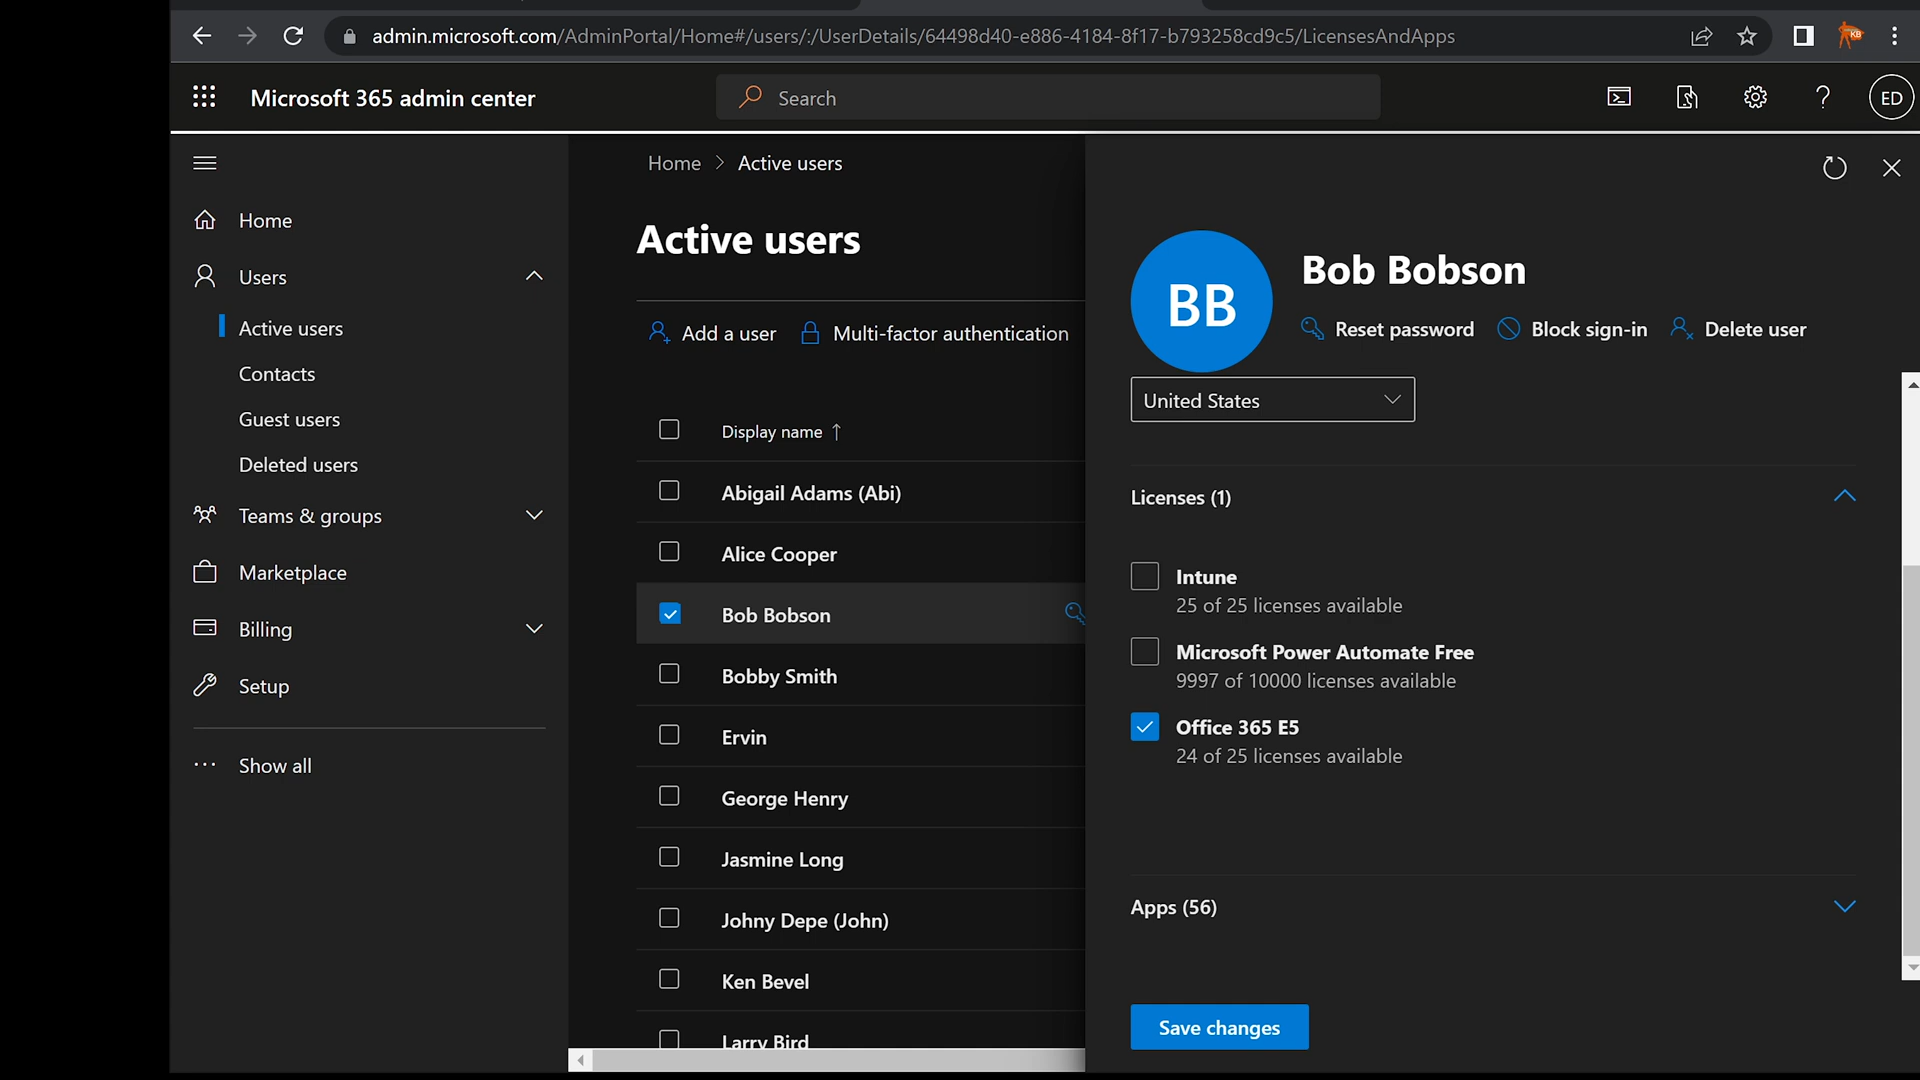 admin.microsoft.com/AdminPortal/Home#/users/:/UserDetails/64498d40-e886-4184-8f17-b793258cd9c5/LicensesAndApps
KB
Microsoft 365 admin center
Search
ED
Home
Users
Active users
Contacts
Guest users
Deleted users
Teams & groups
Marketplace
Billing
Setup
Show all
Home > Active users
Active users
Add a user
Multi-factor authentication
Display name ↑
Abigail Adams (Abi)
Alice Cooper
Bob Bobson
Bobby Smith
Ervin
George Henry
Jasmine Long
Johny Depe (John)
Ken Bevel
Larry Bird
BB
Bob Bobson
Reset password
Block sign-in
Delete user
United States
Licenses (1)
Intune
25 of 25 licenses available
Microsoft Power Automate Free
9997 of 10000 licenses available
Office 365 E5
24 of 25 licenses available
Apps (56)
Save changes